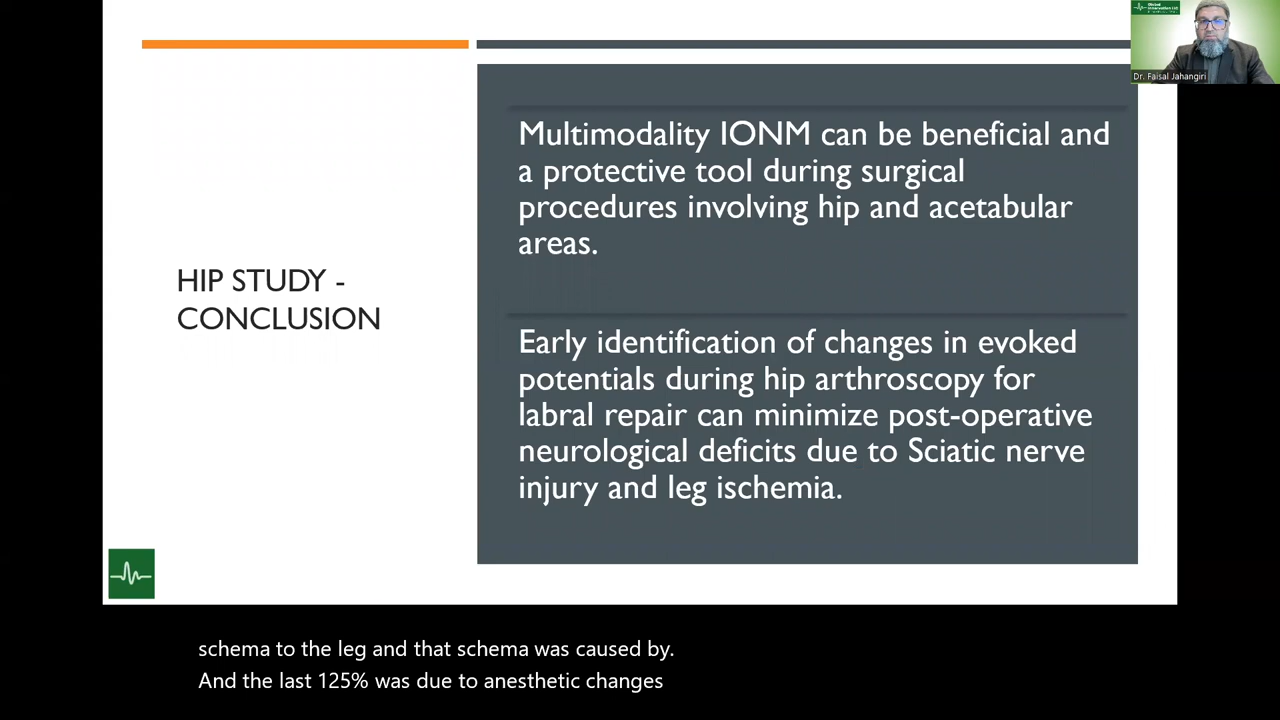 HIP STUDY -
CONCLUSION
Multimodality IONM can be beneficial and
a protective tool during surgical
procedures involving hip and acetabular
areas.
Early identification of changes in evoked
potentials during hip arthroscopy for
labral repair can minimize post-operative
neurological deficits due to Sciatic nerve
injury and leg ischemia.
Dr. Faisal Jahangiri
schema to the leg and that schema was caused by.
And the last 125% was due to anesthetic changes